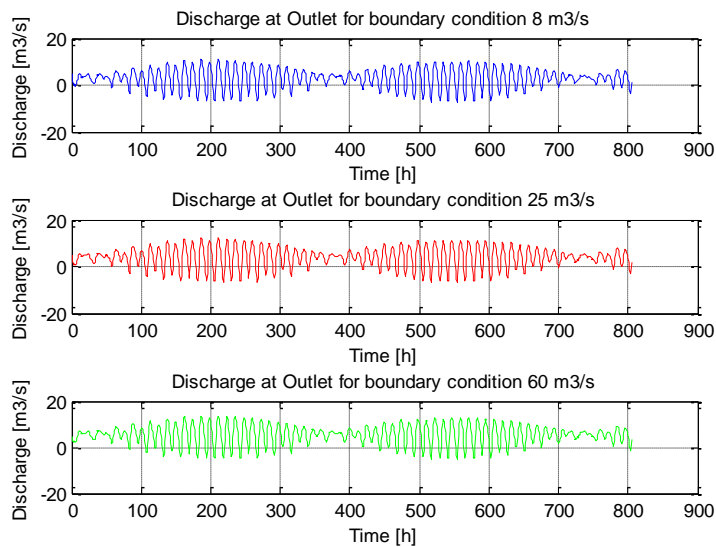 Discharge at Outlet for boundary condition 8 m3/s
Discharge [m3/s]
20
0
-20
0 100 200 300 400 500 600 700 800 900
Time [h]
Discharge at Outlet for boundary condition 25 m3/s
Discharge [m3/s]
20
0
-20
0 100 200 300 400 500 600 700 800 900
Time [h]
Discharge at Outlet for boundary condition 60 m3/s
Discharge [m3/s]
20
0
-20
0 100 200 300 400 500 600 700 800 900
Time [h]